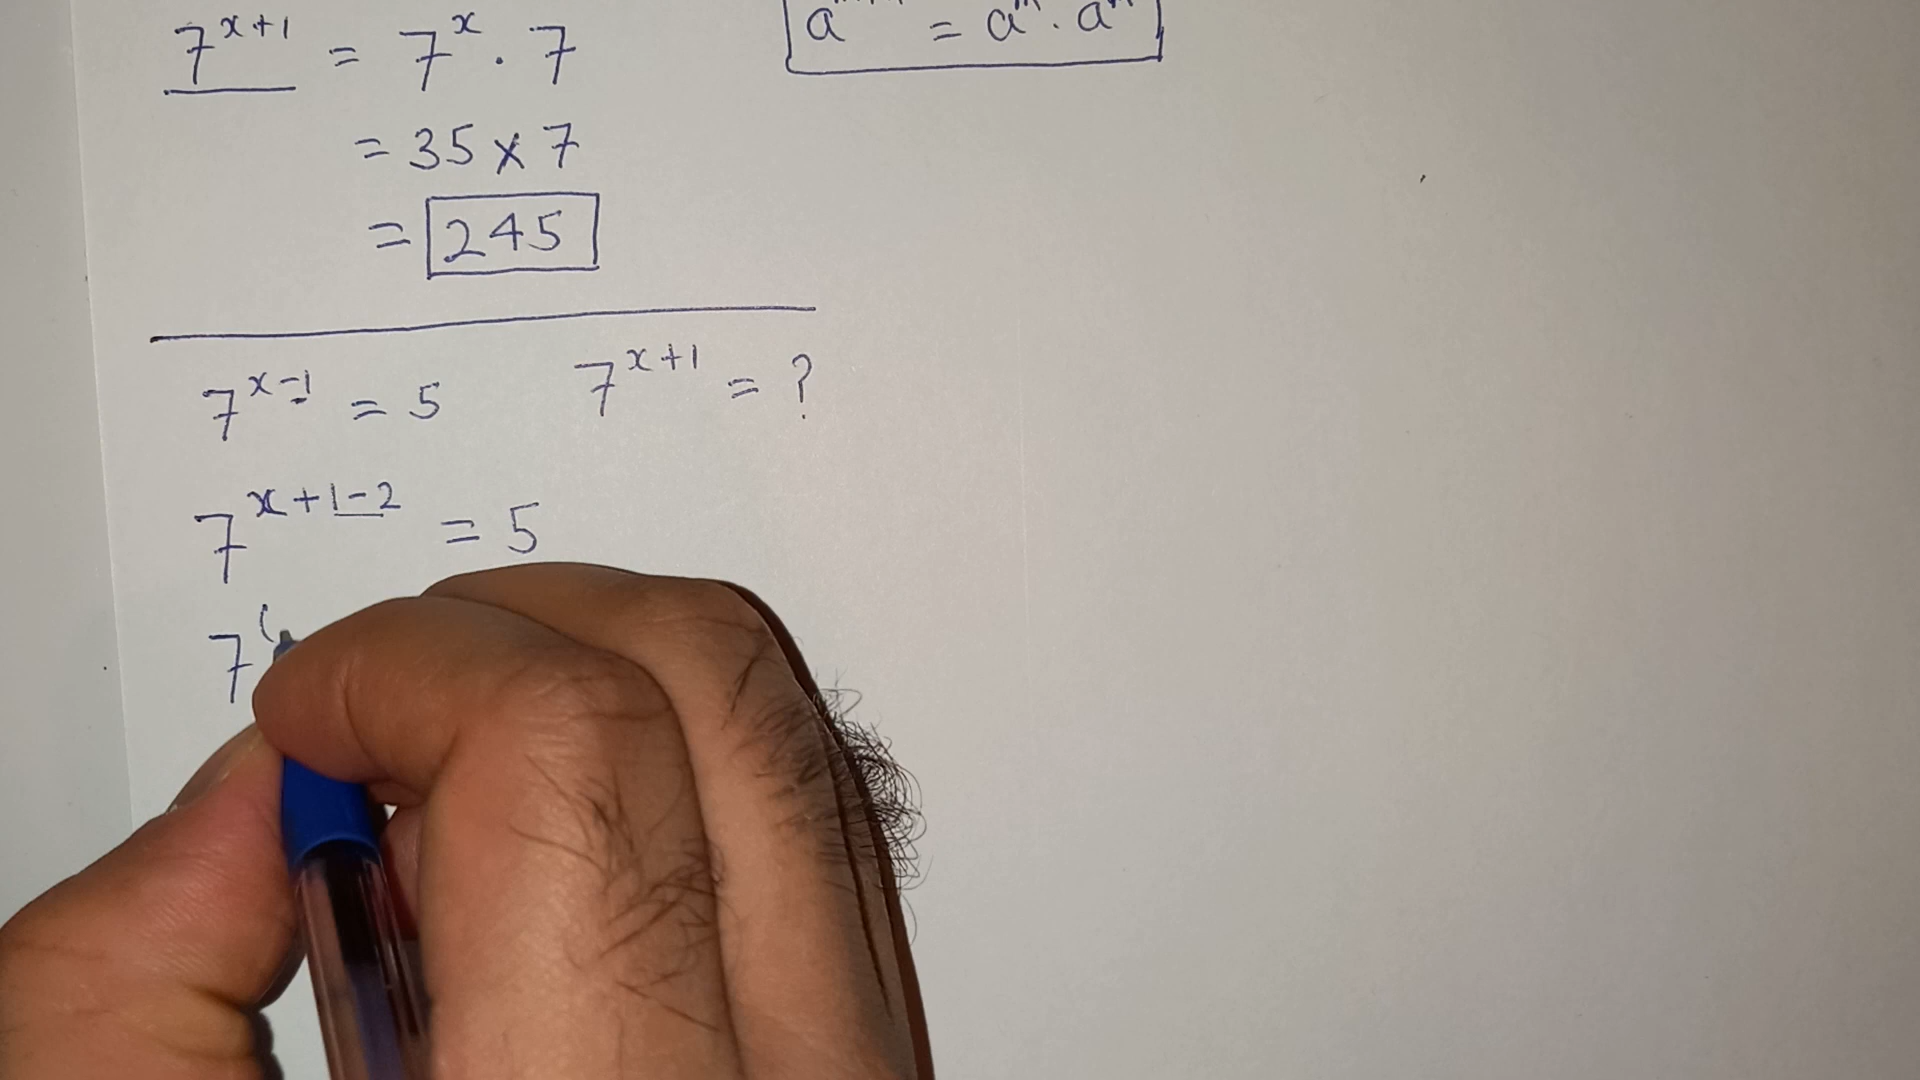 7^{x+1} = 7^x · 7
a = a^m · a^n
= 35 × 7
= 245
7^{x-1} = 5 7^{x+1} = ?
7^{x+1-2} = 5
7^(